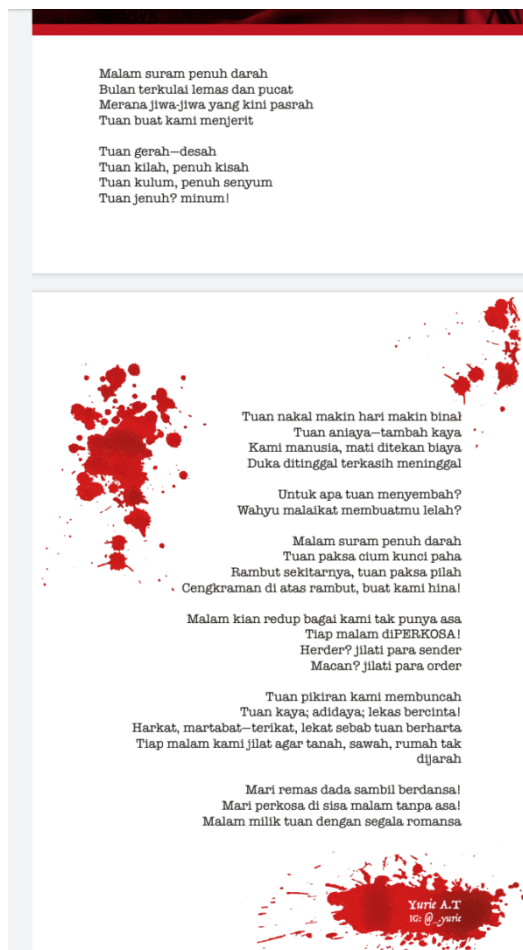 Malam suram penuh darah
Bulan terkulai lemas dan pucat
Merana jiwa-jiwa yang kini pasrah
Tuan buat kami menjerit
Tuan gerah—desah
Tuan kilah, penuh kisah
Tuan kulum, penuh senyum
Tuan jenuh? minum!
Tuan nakal makin hari makin binal
Tuan aniaya—tambah kaya
Kami manusia, mati ditekan biaya
Duka ditinggal terkasih meninggal
Untuk apa tuan menyembah?
Wahyu malaikat membuatmu lelah?
Malam suram penuh darah
Tuan paksa cium kunci paha
Rambut sekitarnya, tuan paksa pilah
Cengkraman di atas rambut, buat kami hina!
Malam kian redup bagai kami tak punya asa
Tiap malam diPERKOSA!
Herder? jilati para sender
Macan? jilati para order
Tuan pikiran kami membuncah
Tuan kaya; adidaya; lekas bercinta!
Harkat, martabat—terikat, lekat sebab tuan berharta
Tiap malam kami jilat agar tanah, sawah, rumah tak
dijarah
Mari remas dada sambil berdansa!
Mari perkosa di sisa malam tanpa asa!
Malam milik tuan dengan segala romansa
Yurie A.T
IG: @_.yurie